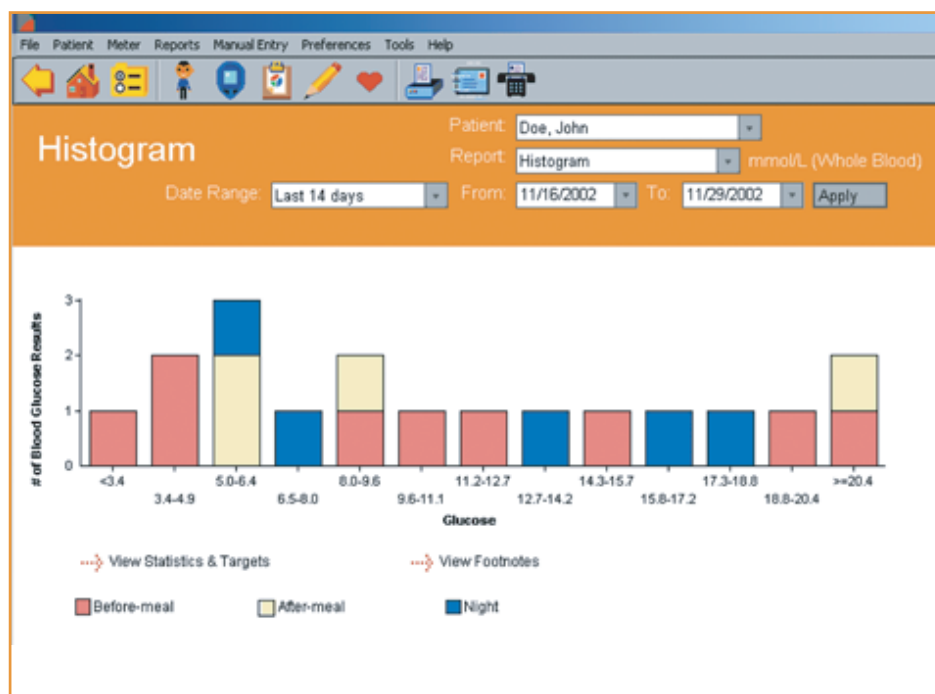 File Patient Meter Reports Manual Entry Preferences Tools Help
Histogram
Patient: Doe, John
Report: Histogram mmol/L (Whole Blood)
Date Range: Last 14 days From: 11/16/2002 To: 11/29/2002 Apply
# of Blood Glucose Results
3
2
1
0
<3.4 5.0-6.4 8.0-9.6 11.2-12.7 14.3-15.7 17.3-18.8 >=20.4
3.4-4.9 6.5-8.0 9.6-11.1 12.7-14.2 15.8-17.2 18.8-20.4
Glucose
View Statistics & Targets View Footnotes
Before-meal After-meal Night